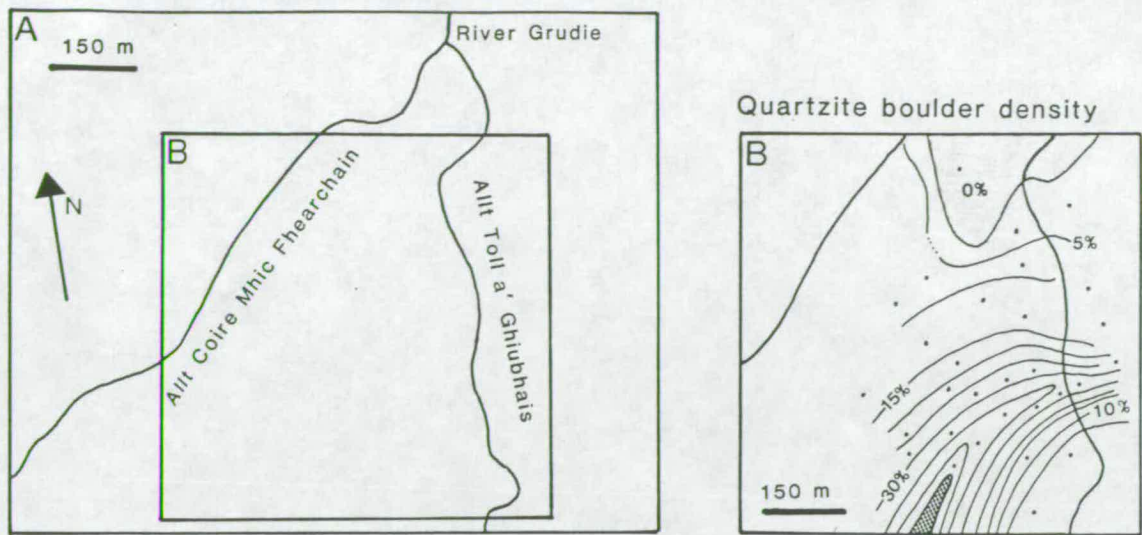 A
150 m
River Grudie
B
N
Allt Coire Mhic Fhearchain
Allt Toll a' Ghiubhais
Quartzite boulder density
B
0%
5%
15%
10%
30%
150 m